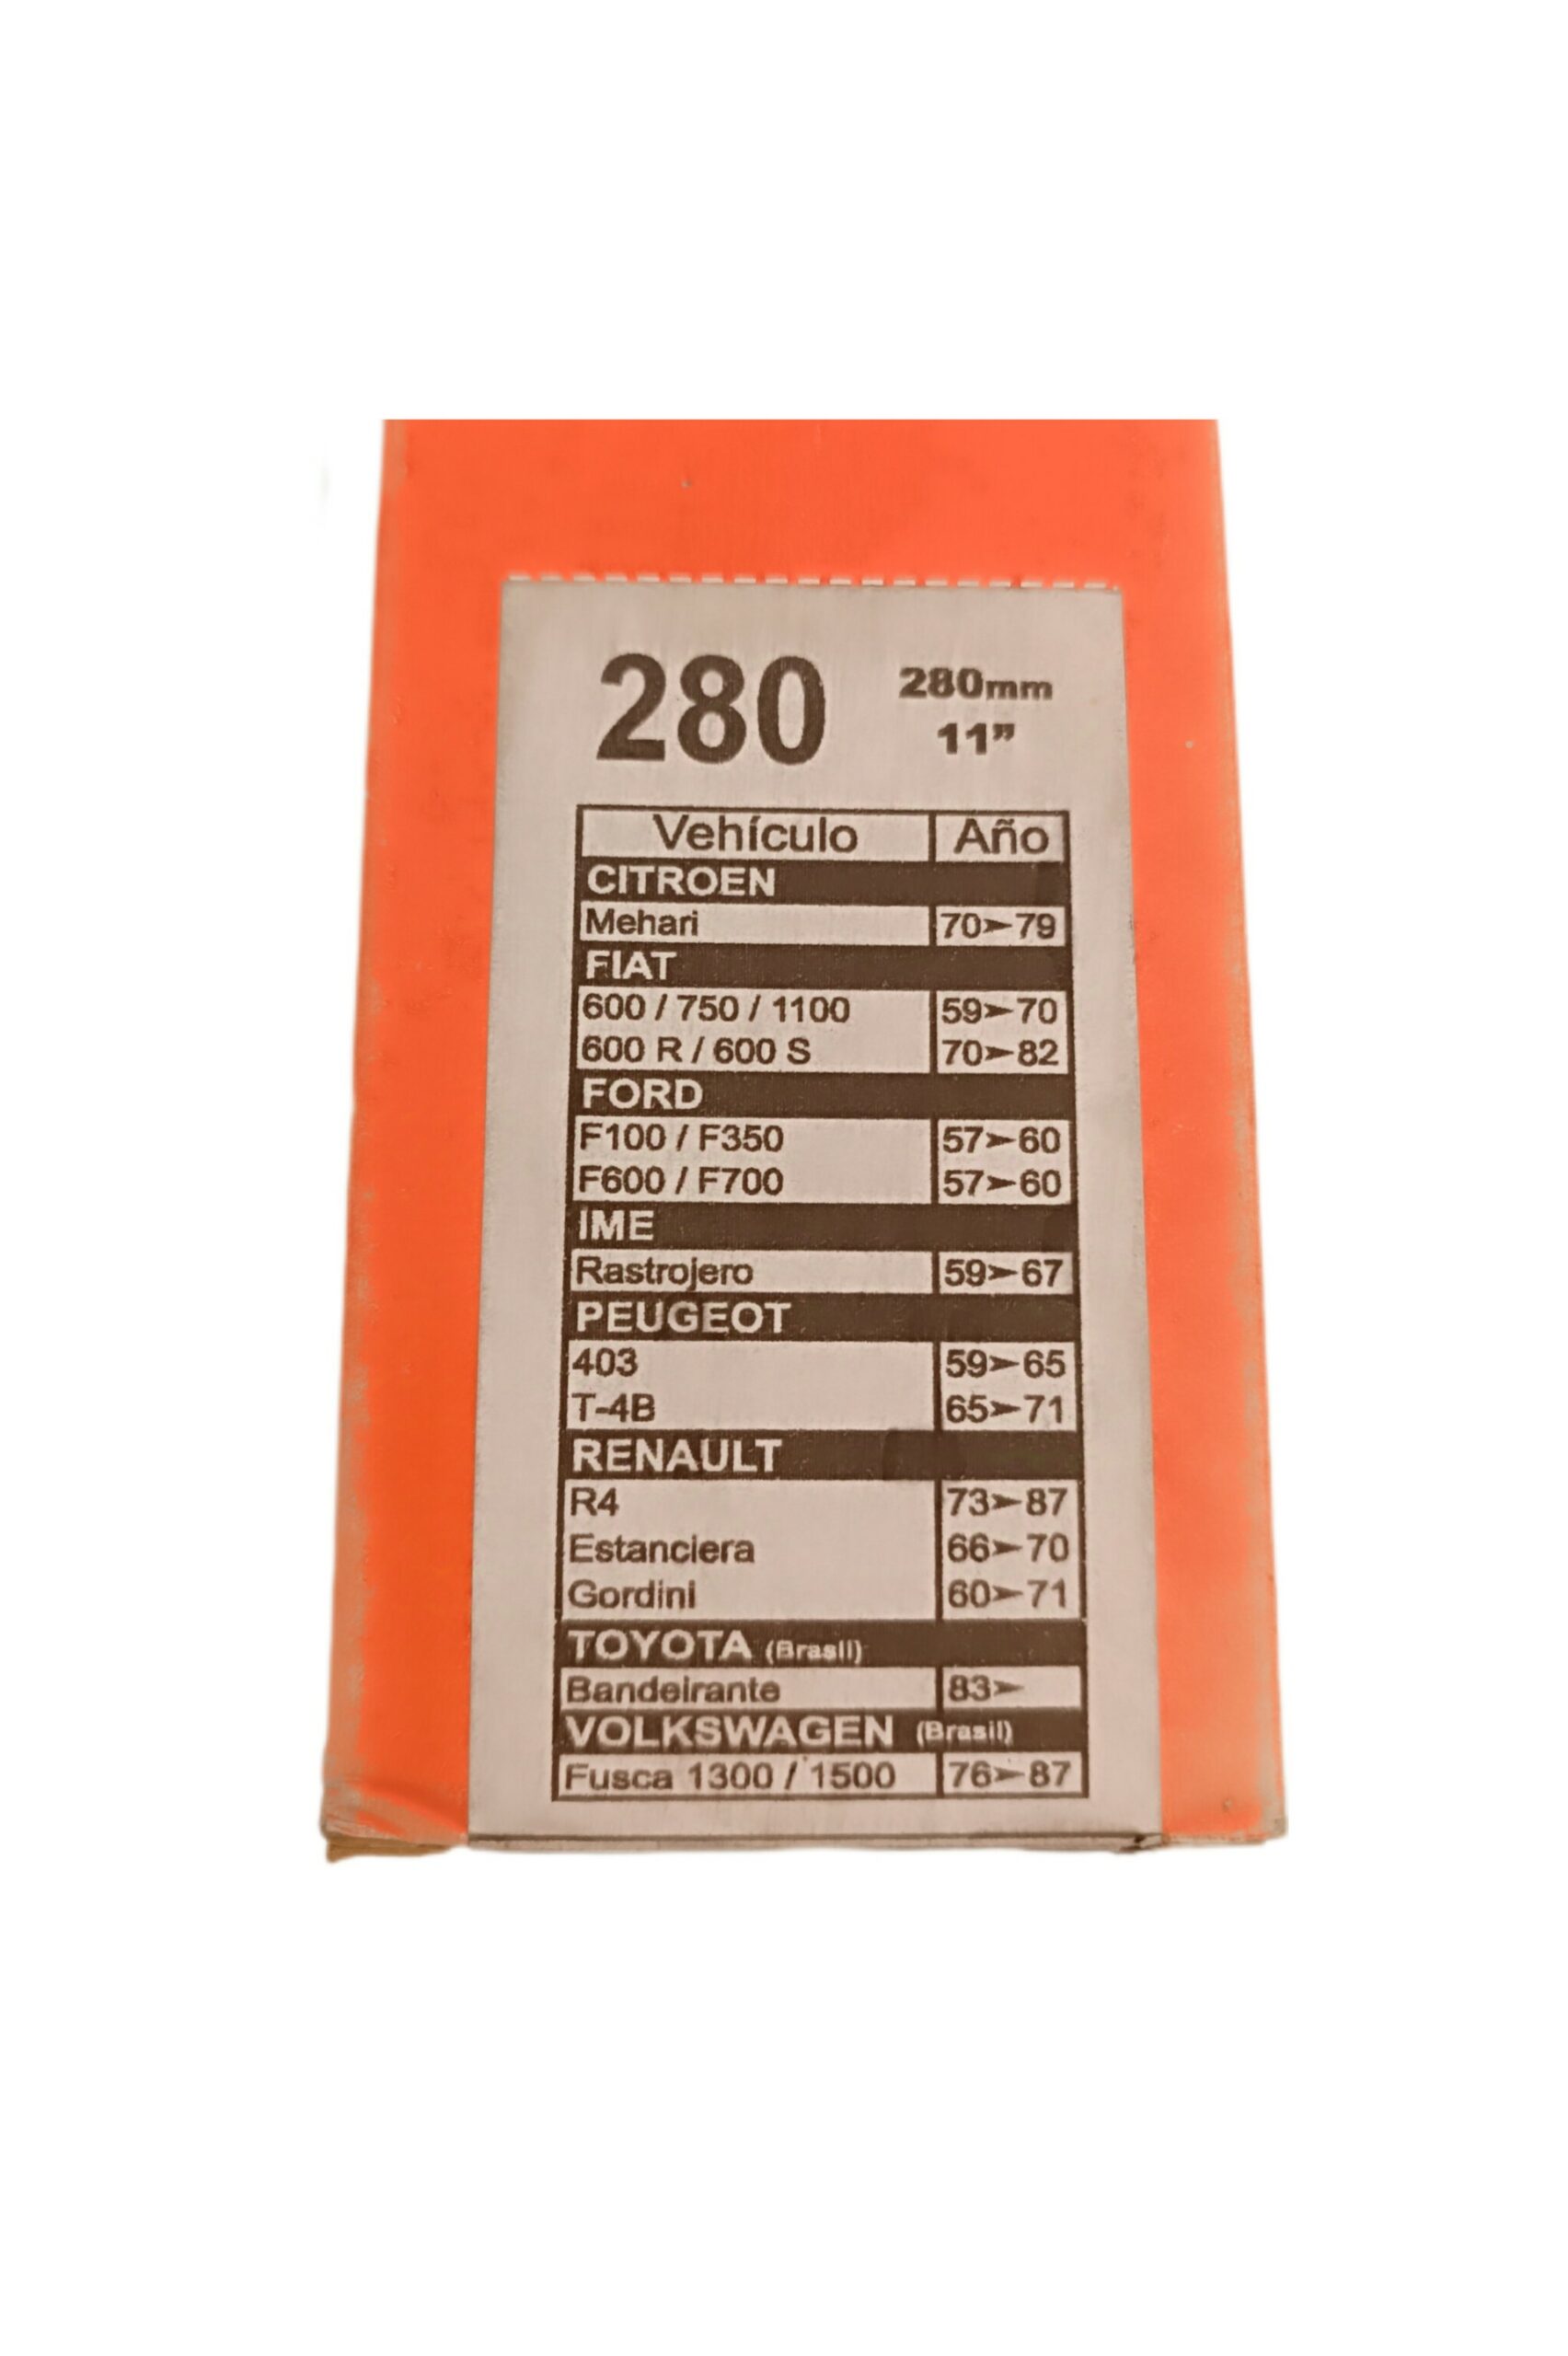 280 280mm
11”
Vehículo Año
CITROEN
Mehari 70➤79
FIAT
600 / 750 / 1100 59➤70
600 R / 600 S 70➤82
FORD
F100 / F350 57➤60
F600 / F700 57➤60
IME
Rastrojero 59➤67
PEUGEOT
403 59➤65
T-4B 65➤71
RENAULT
R4 73➤87
Estanciera 66➤70
Gordini 60➤71
TOYOTA (Brasil)
Bandeirante 83➤
VOLKSWAGEN (Brasil)
Fusca 1300 / 1500 76➤87